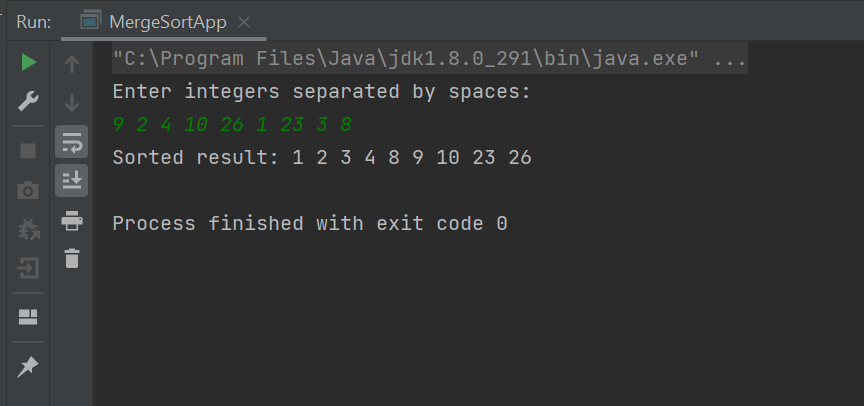 Run: MergeSortApp
"C:\Program Files\Java\jdk1.8.0_291\bin\java.exe" ...
Enter integers separated by spaces:
9 2 4 10 26 1 23 3 8
Sorted result: 1 2 3 4 8 9 10 23 26
Process finished with exit code 0